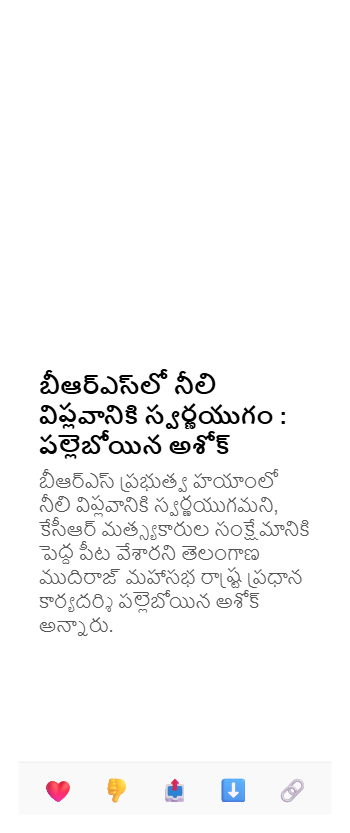 బీఆర్ఎస్‌లో నీలి
విప్లవానికి స్వర్ణయుగం :
పల్లెబోయిన అశోక్
బీఆర్ఎస్ ప్రభుత్వ హయాంలో
నీలి విప్లవానికి స్వర్ణయుగమని,
కేసీఆర్ మత్స్యకారుల సంక్షేమానికి
పెద్ద పీట వేశారని తెలంగాణ
ముదిరాజ్ మహాసభ రాష్ట్ర ప్రధాన
కార్యదర్శి పల్లెబోయిన అశోక్
అన్నారు.